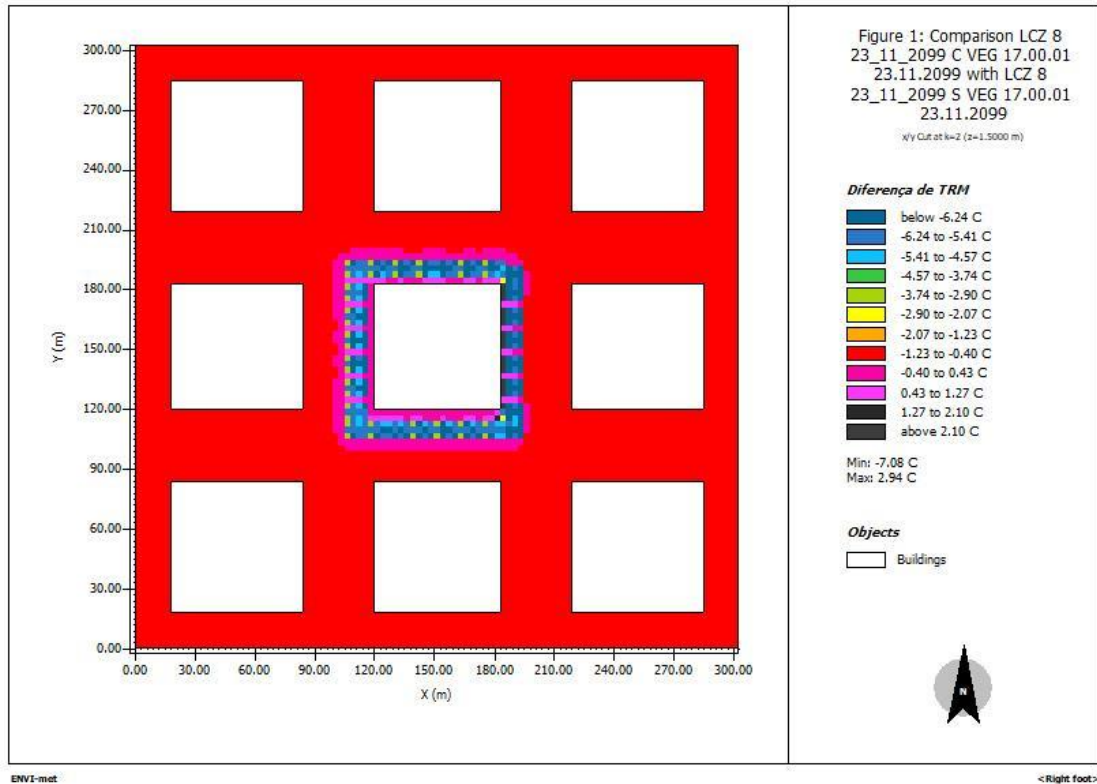 Figure 1: Comparison LCZ 8
23_11_2099 C VEG 17.00.01
23.11.2099 with LCZ 8
23_11_2099 S VEG 17.00.01
23.11.2099
x/y Cut at k=2 (z=1.5000 m)
Diferença de TRM
below -6.24 C
-6.24 to -5.41 C
-5.41 to -4.57 C
-4.57 to -3.74 C
-3.74 to -2.90 C
-2.90 to -2.07 C
-2.07 to -1.23 C
-1.23 to -0.40 C
-0.40 to 0.43 C
0.43 to 1.27 C
1.27 to 2.10 C
above 2.10 C
Min: -7.08 C
Max: 2.94 C
Objects
Buildings
N
300.00
270.00
240.00
210.00
180.00
150.00
120.00
90.00
60.00
30.00
0.00
Y (m)
0.00 30.00 60.00 90.00 120.00 150.00 180.00 210.00 240.00 270.00 300.00
X (m)
ENVI-met
<Right foot>